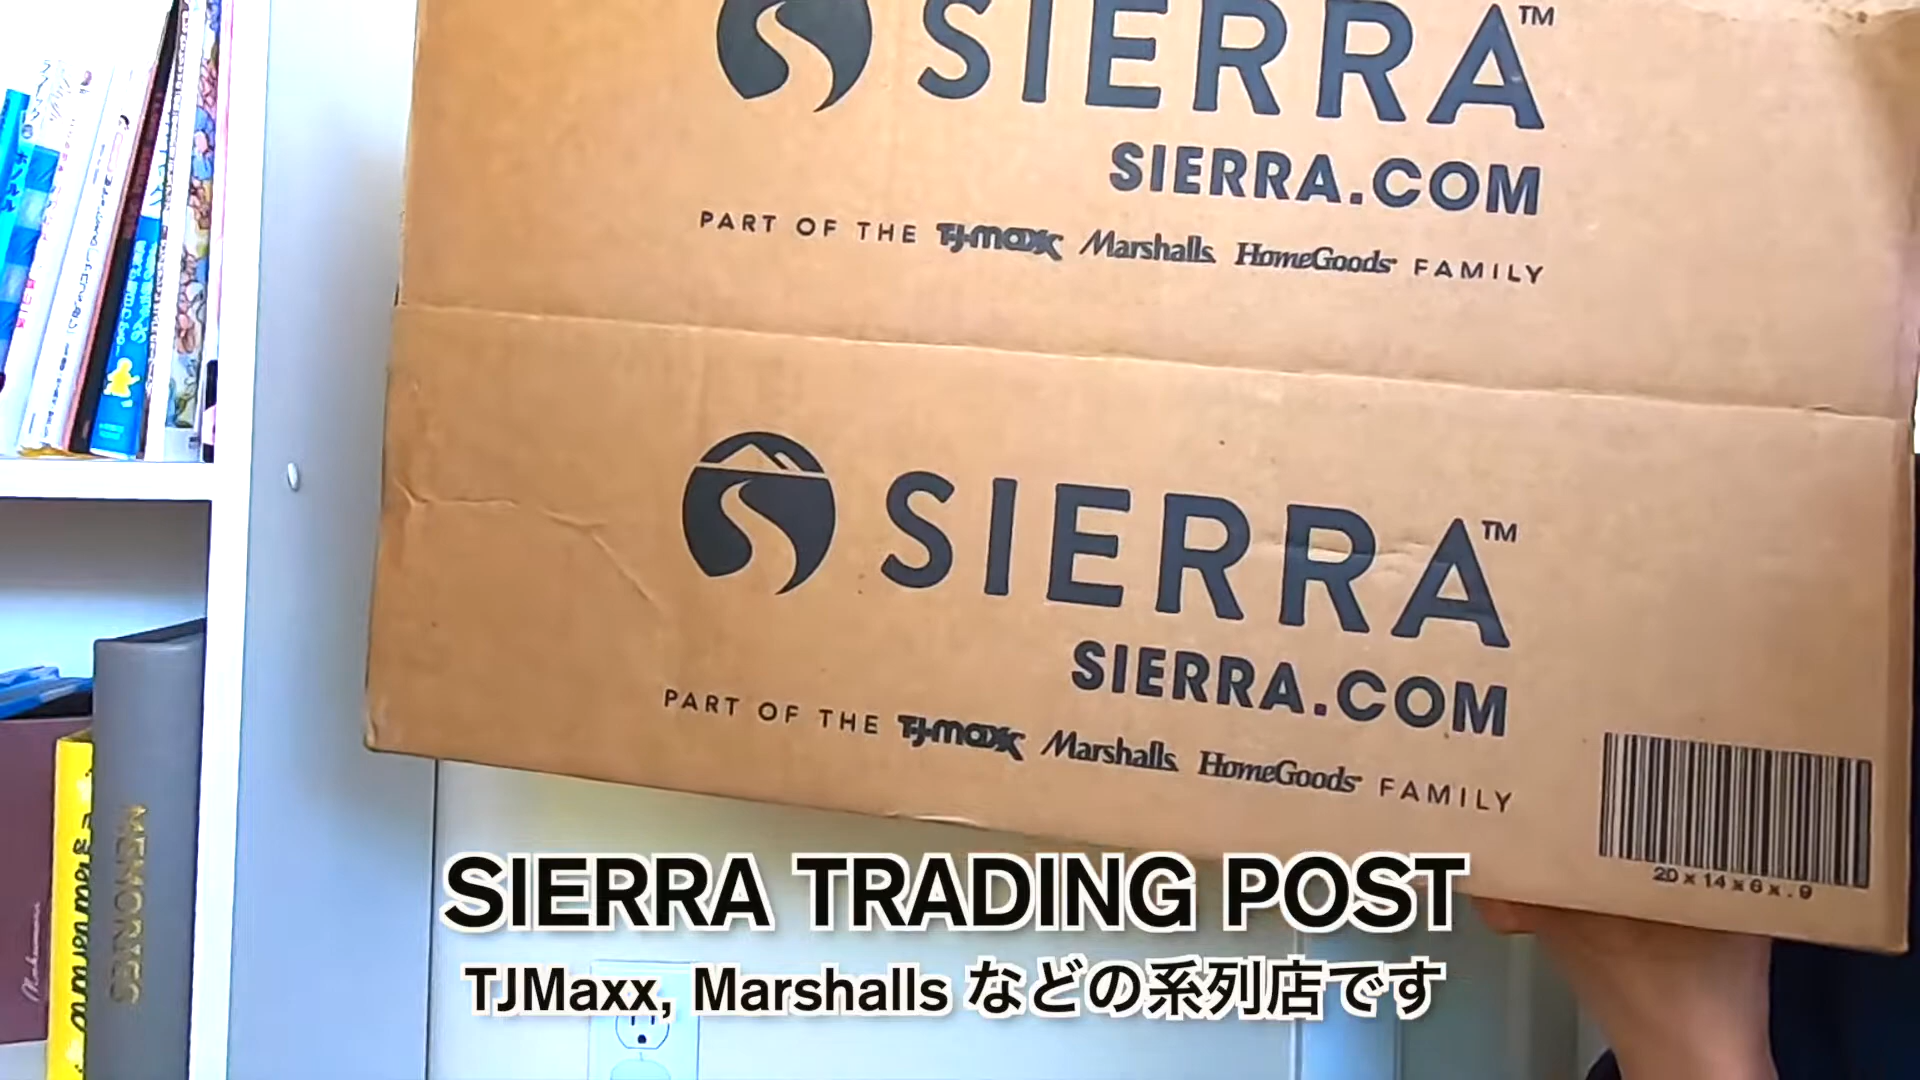 SIERRA™
SIERRA.COM
PART OF THE TJ-maxx Marshalls HomeGoods FAMILY
SIERRA™
SIERRA.COM
PART OF THE TJ-maxx Marshalls HomeGoods FAMILY
20 x 14 x 6 x .9
MEMORIES
SIERRA TRADING POST
TJMaxx, Marshalls などの系列店です